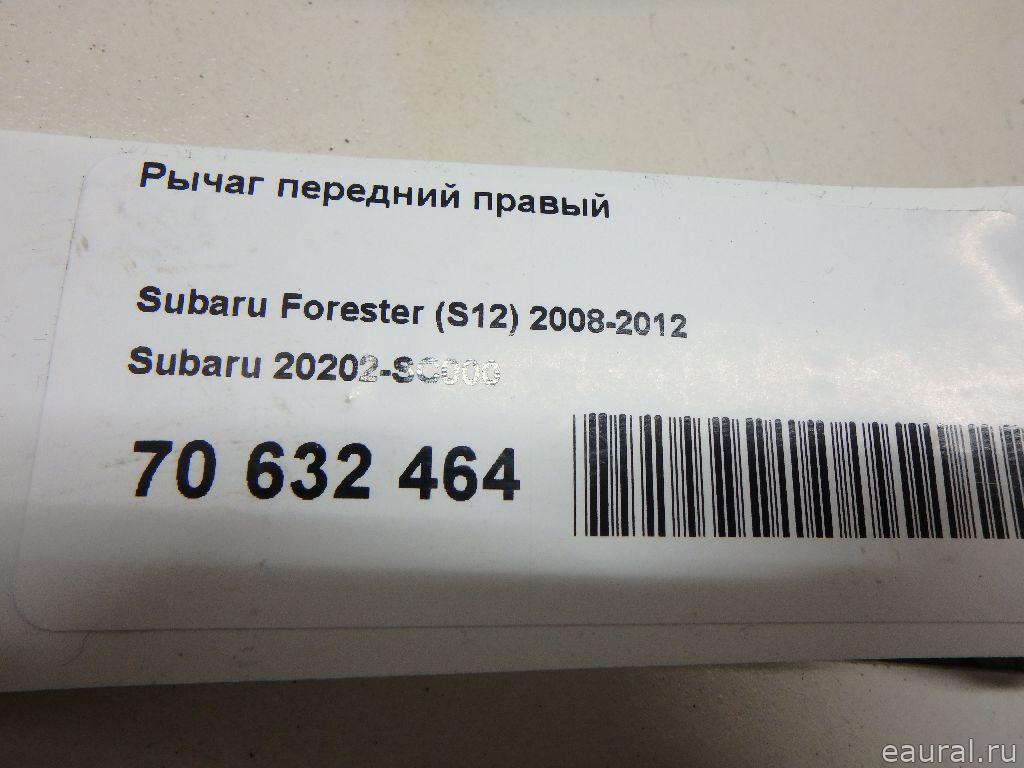 Рычаг передний правый
Subaru Forester (S12) 2008-2012
Subaru 20202-SC000
70 632 464
eaural.ru